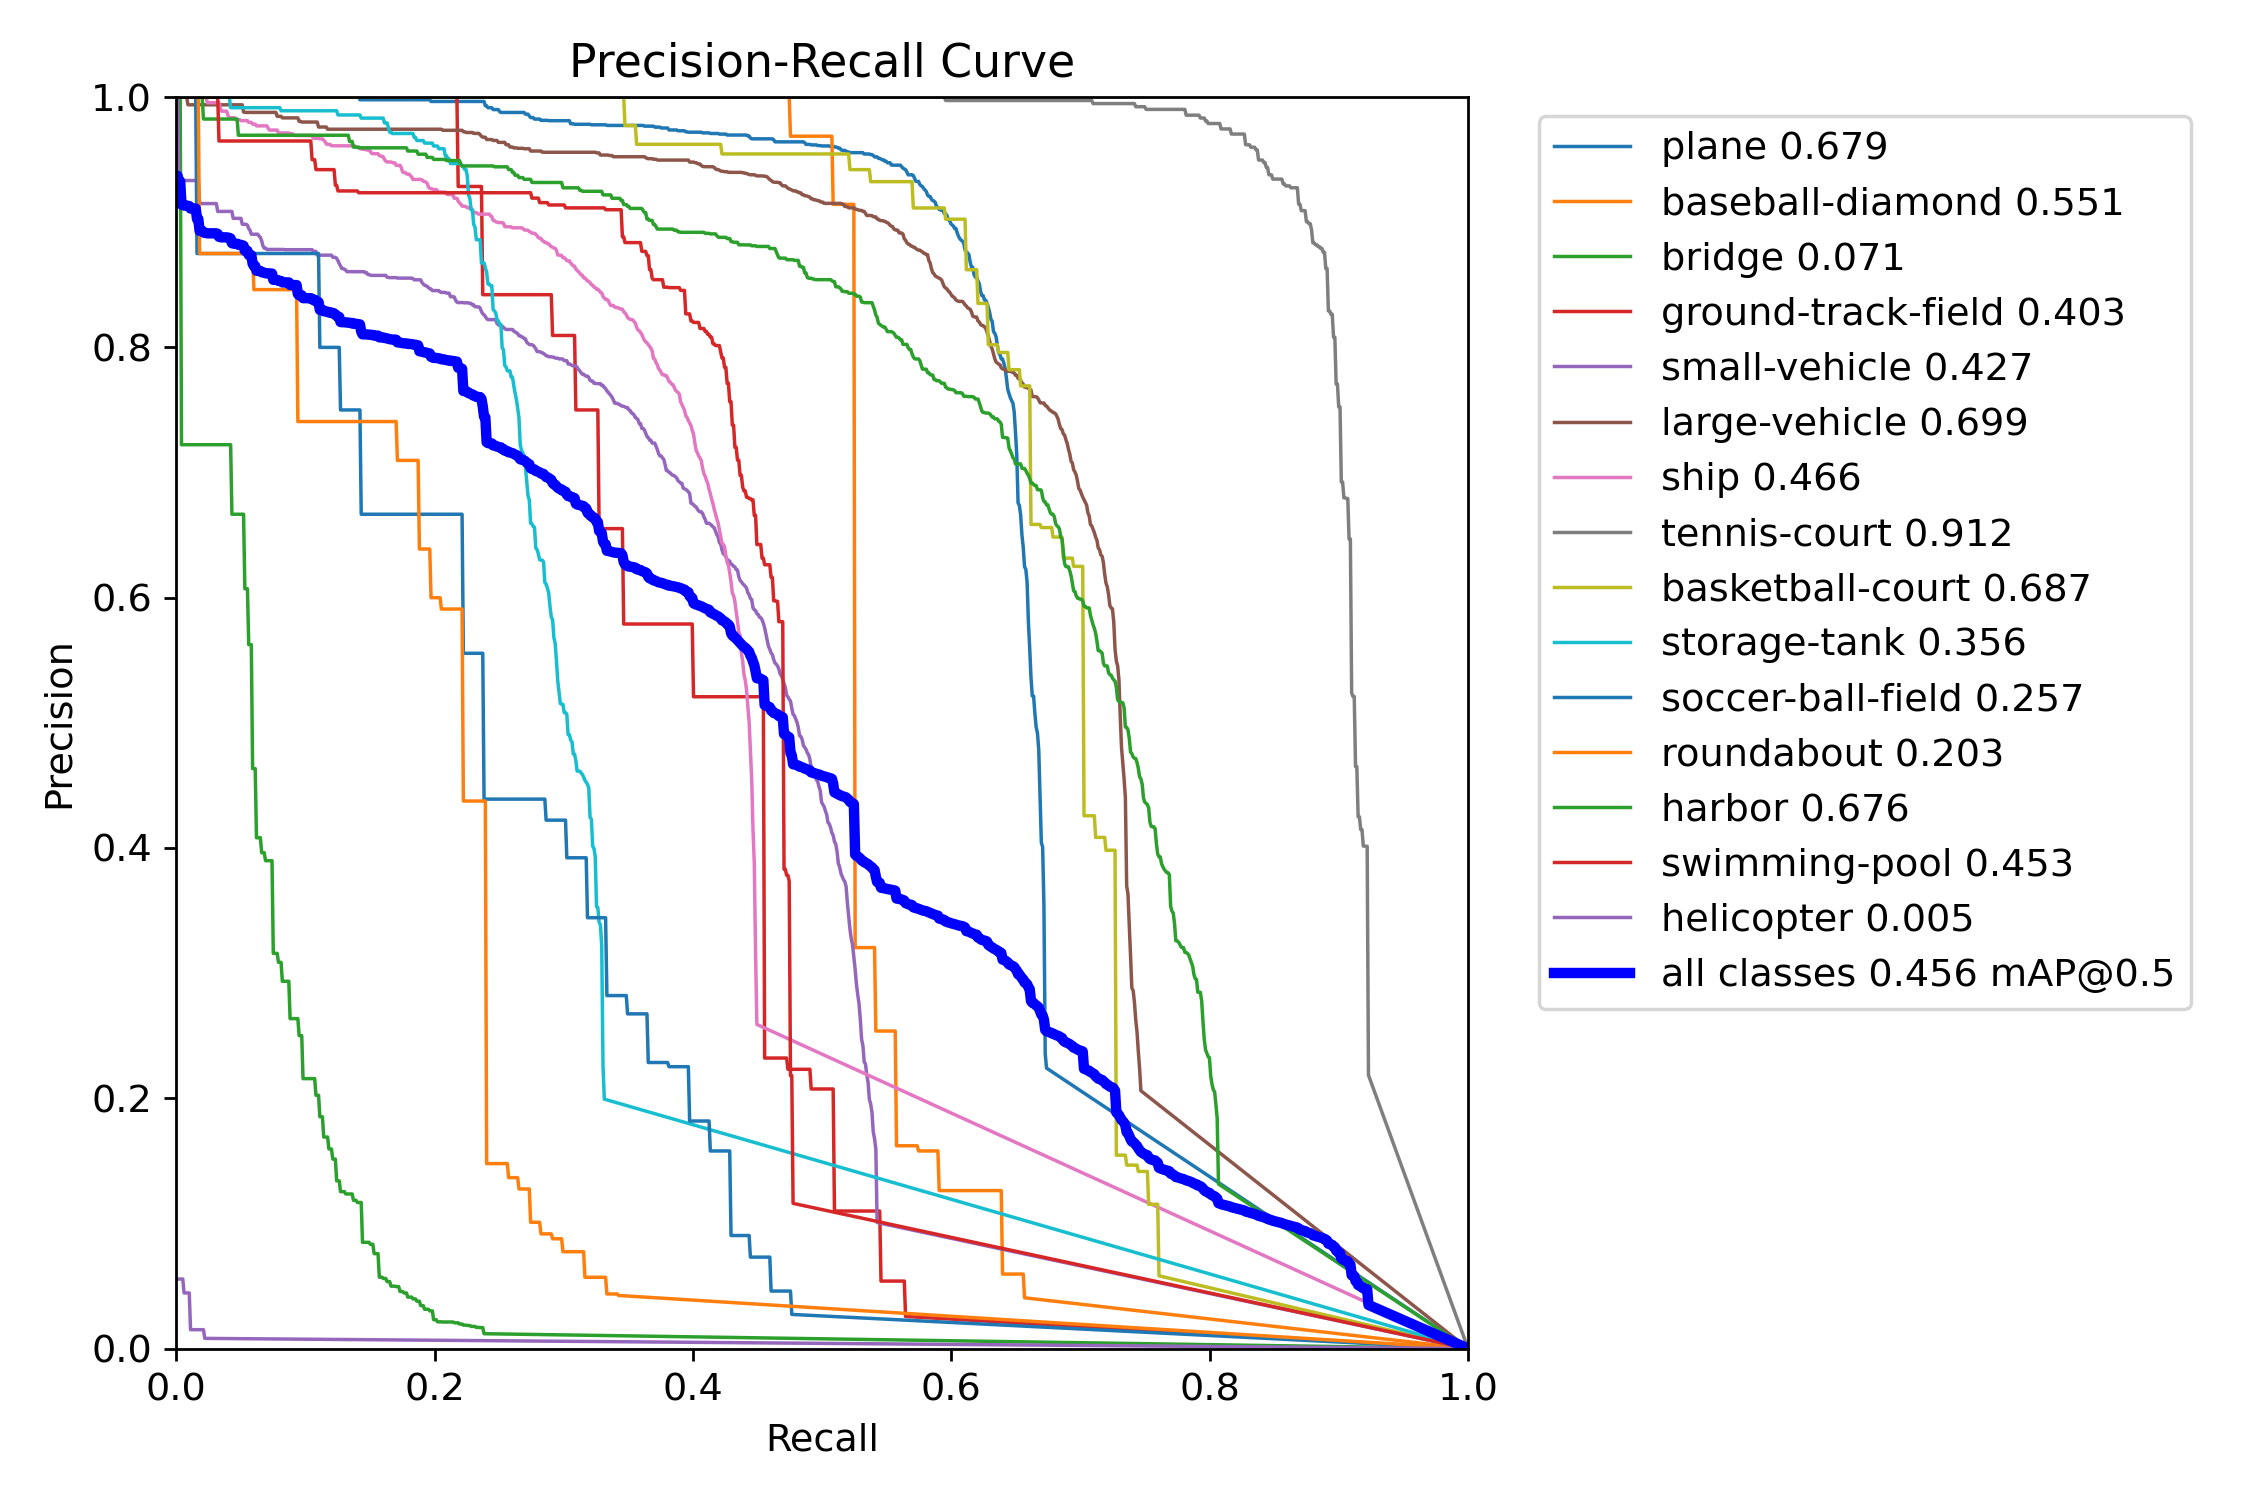 Precision-Recall Curve
1.0
0.8
0.6
0.4
0.2
0.0
Precision
0.0 0.2 0.4 0.6 0.8 1.0
Recall
plane 0.679
baseball-diamond 0.551
bridge 0.071
ground-track-field 0.403
small-vehicle 0.427
large-vehicle 0.699
ship 0.466
tennis-court 0.912
basketball-court 0.687
storage-tank 0.356
soccer-ball-field 0.257
roundabout 0.203
harbor 0.676
swimming-pool 0.453
helicopter 0.005
all classes 0.456 mAP@0.5